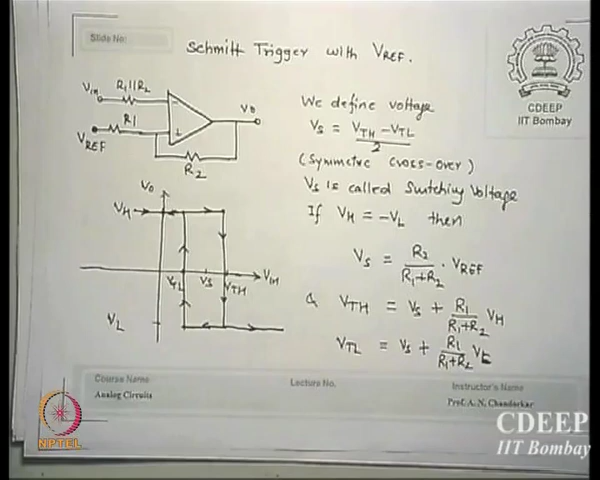 Slide No:
Schmitt Trigger with VREF.
CDEEP
IIT Bombay
VIN
R1||R2
R1
VREF
R2
VO
We define voltage
VS = (VTH - VTL)/2
(Symmetric cross-over)
VS is called Switching Voltage
If VH = -VL then
VS = R2/(R1+R2) · VREF
& VTH = VS + R1/(R1+R2) VH
VTL = VS + R1/(R1+R2) VL
VO
VH
VTL
VS
VTH
VIN
VL
Course Name
Analog Circuits
Lecture No.
Instructor's Name
Prof. A. N. Chandorkar
NPTEL
CDEEP
IIT Bombay